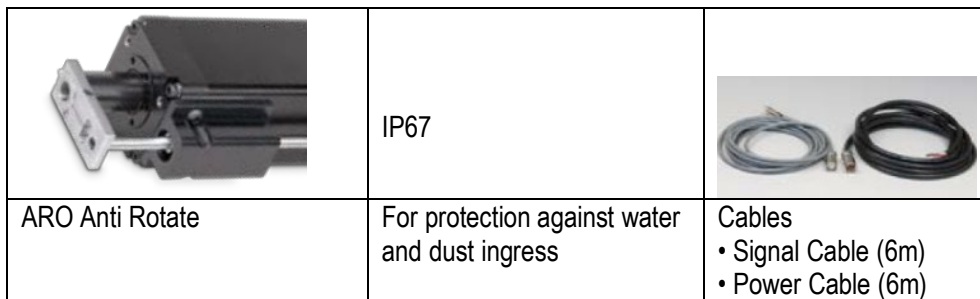 IP67
ARO Anti Rotate
For protection against water
and dust ingress
Cables
• Signal Cable (6m)
• Power Cable (6m)